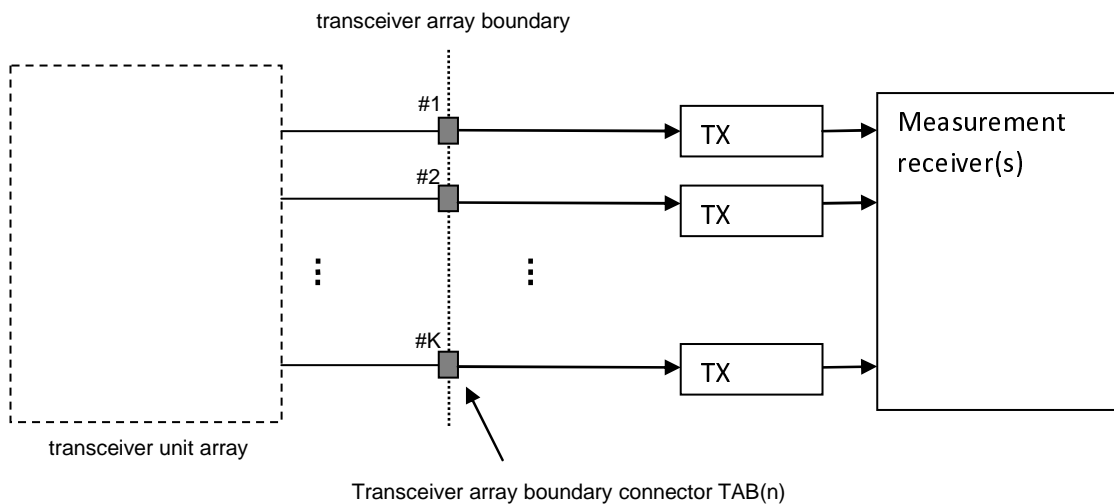 transceiver array boundary
#1
TX
Measurement
receiver(s)
#2
TX
#K
TX
transceiver unit array
Transceiver array boundary connector TAB(n)